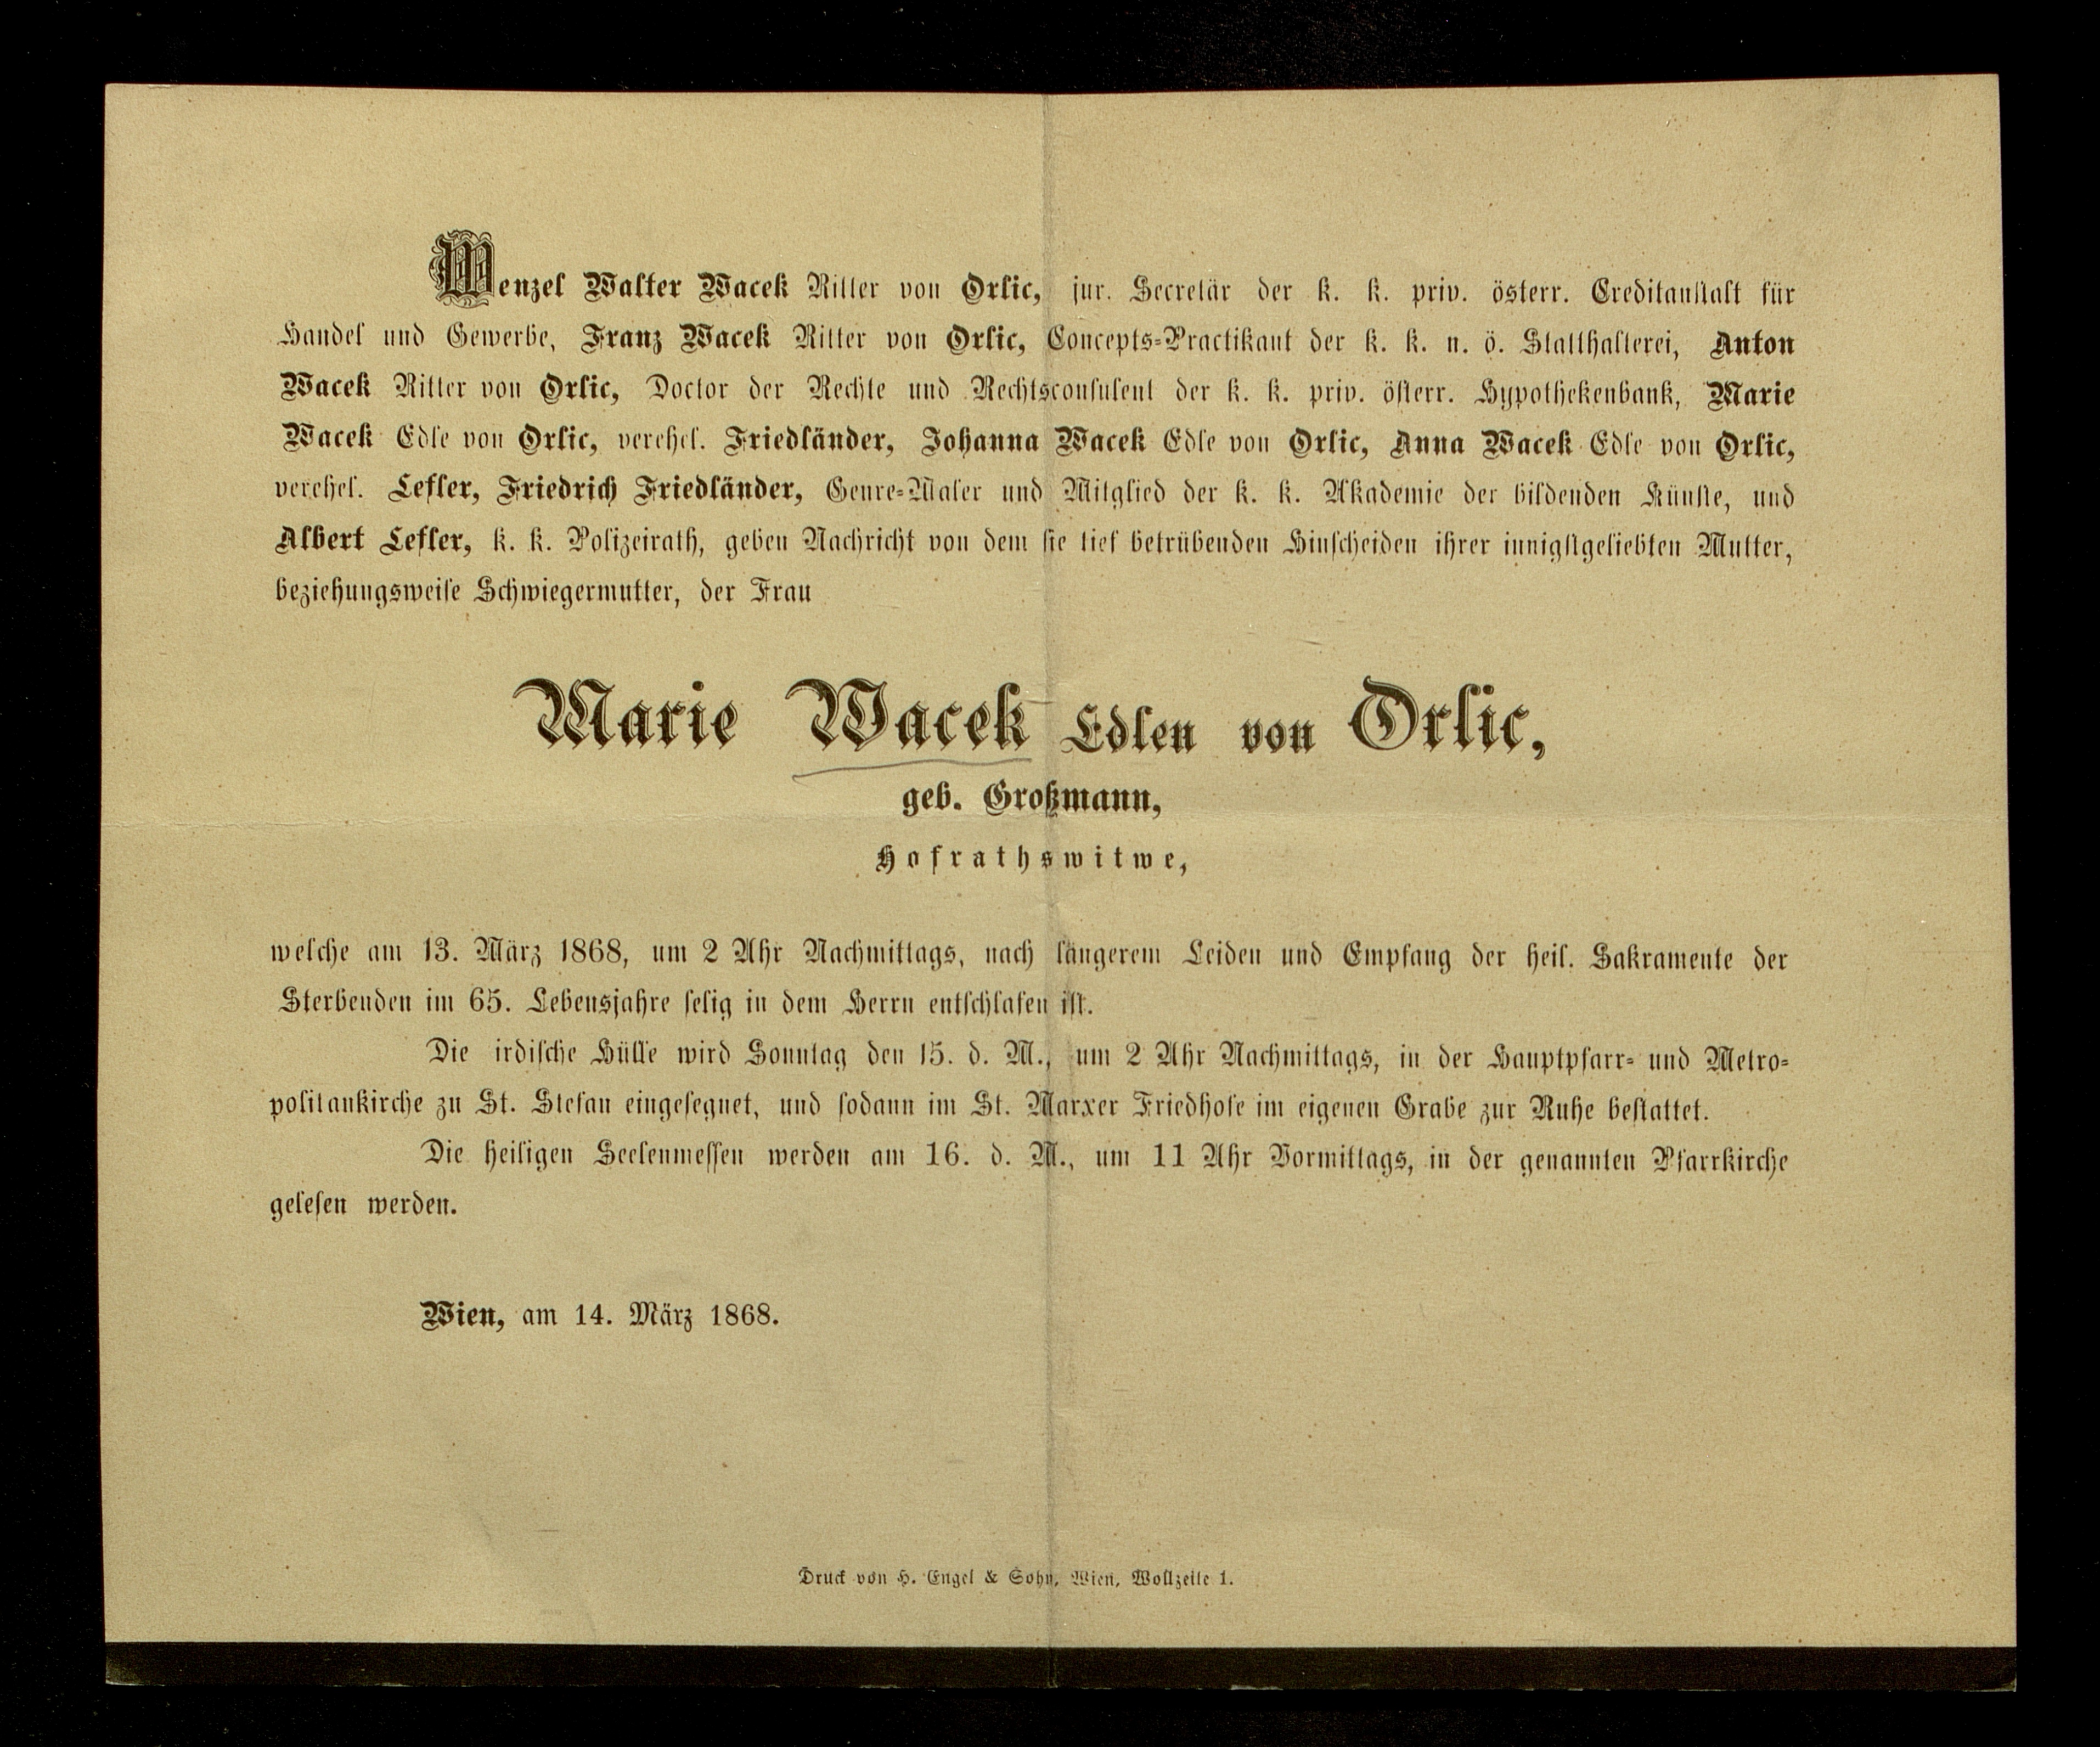 Wenzel Walter Wacek Ritter von Orlic, jur. Secretär der k. k. priv. österr. Creditanstalt für
Handel und Gewerbe, Franz Wacek Ritter von Orlic, Concepts-Practikant der k. k. n. ö. Statthalterei, Anton
Wacek Ritter von Orlic, Doctor der Rechte und Rechtsconsulent der k. k. priv. österr. Hypothekenbank, Marie
Wacek Edle von Orlic, verehel. Friedländer, Johanna Wacek Edle von Orlic, Anna Wacek Edle von Orlic,
verehel. Lefler, Friedrich Friedländer, Genre-Maler und Mitglied der k. k. Akademie der bildenden Künste, und
Albert Lefler, k. k. Polizeirath, geben Nachricht von dem sie tief betrübenden Hinscheiden ihrer innigstgeliebten Mutter,
beziehungsweise Schwiegermutter, der Frau
Marie Wacek Edlen von Orlic,
geb. Großmann,
Hofrathswitwe,
welche am 13. März 1868, um 2 Uhr Nachmittags, nach längerem Leiden und Empfang der heil. Sakramente der
Sterbenden im 65. Lebensjahre selig in dem Herrn entschlafen ist.
Die irdische Hülle wird Sonntag den 15. d. M., um 2 Uhr Nachmittags, in der Hauptpfarr- und Metro-
politankirche zu St. Stefan eingesegnet, und sodann im St. Marxer Friedhofe im eigenen Grabe zur Ruhe bestattet.
Die heiligen Seelenmessen werden am 16. d. M., um 11 Uhr Vormittags, in der genannten Pfarrkirche
gelesen werden.
Wien, am 14. März 1868.
Druck von H. Engel & Sohn, Wien, Wollzeile 1.